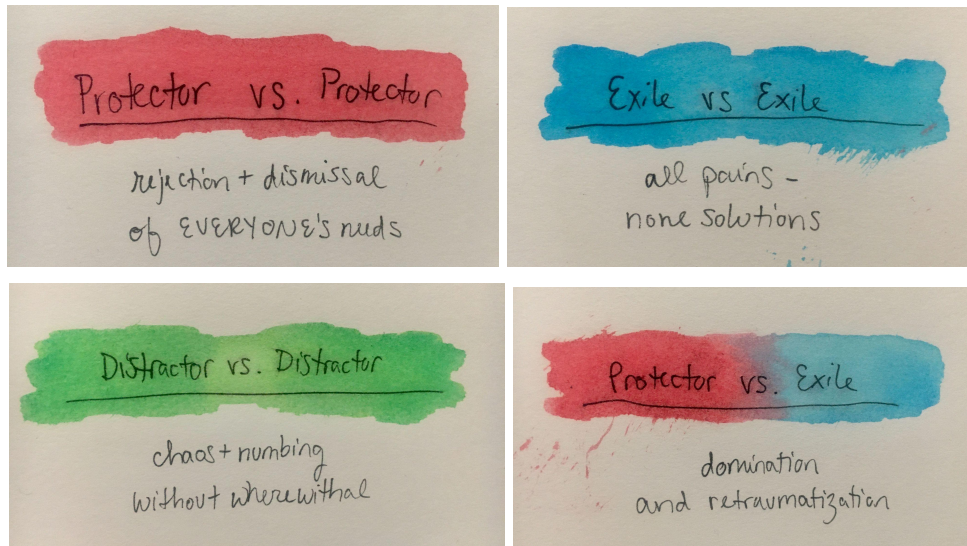 Protector vs. Protector
rejection + dismissal
of EVERYONE'S needs
Exile vs Exile
all pains -
none solutions
Distractor vs. Distractor
chaos + numbing
without wherewithal
Protector vs. Exile
domination
and retraumatization